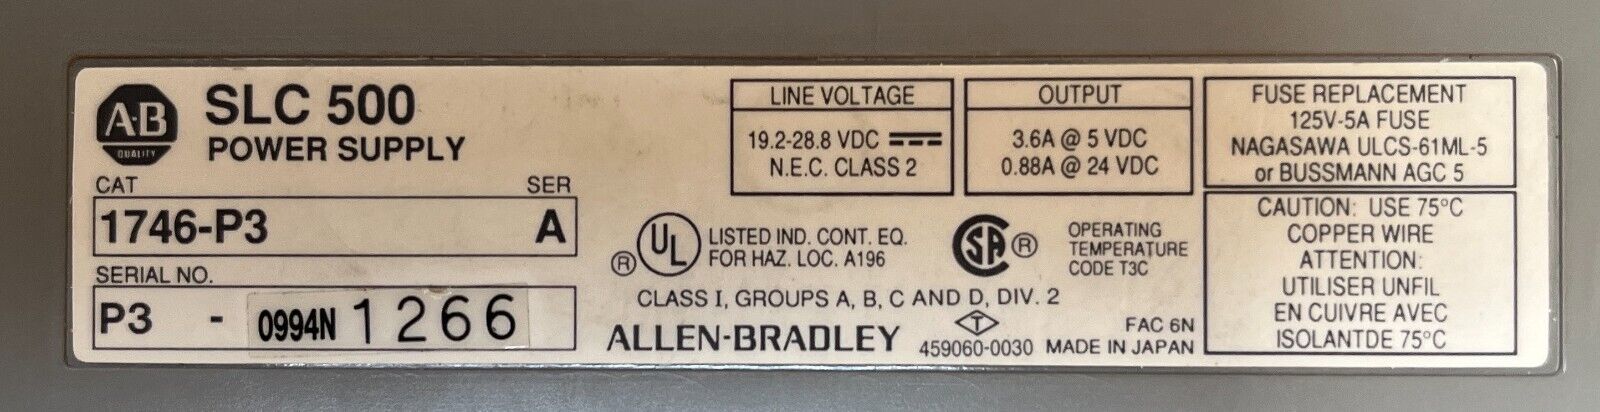 A-B
QUALITY
SLC 500
POWER SUPPLY
CAT SER
1746-P3 A
SERIAL NO.
P3 - 0994N 1266
LINE VOLTAGE
19.2-28.8 VDC
N.E.C. CLASS 2
OUTPUT
3.6A @ 5 VDC
0.88A @ 24 VDC
FUSE REPLACEMENT
125V-5A FUSE
NAGASAWA ULCS-61ML-5
or BUSSMANN AGC 5
® UL LISTED IND. CONT. EQ.
FOR HAZ. LOC. A196
SA ® OPERATING
TEMPERATURE
CODE T3C
CLASS I, GROUPS A, B, C AND D, DIV. 2
ALLEN-BRADLEY
T
459060-0030
FAC 6N
MADE IN JAPAN
CAUTION: USE 75°C
COPPER WIRE
ATTENTION:
UTILISER UNFIL
EN CUIVRE AVEC
ISOLANTDE 75°C